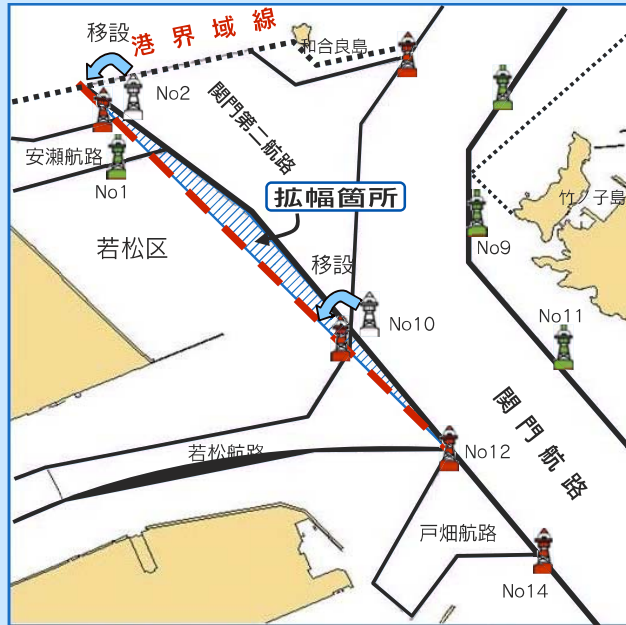 移設
港界域線
和合良島
No2
関門第二航路
安瀬航路
No1
拡幅箇所
竹ノ子島
若松区
No9
移設
No10
No11
関門航路
若松航路
No12
戸畑航路
No14